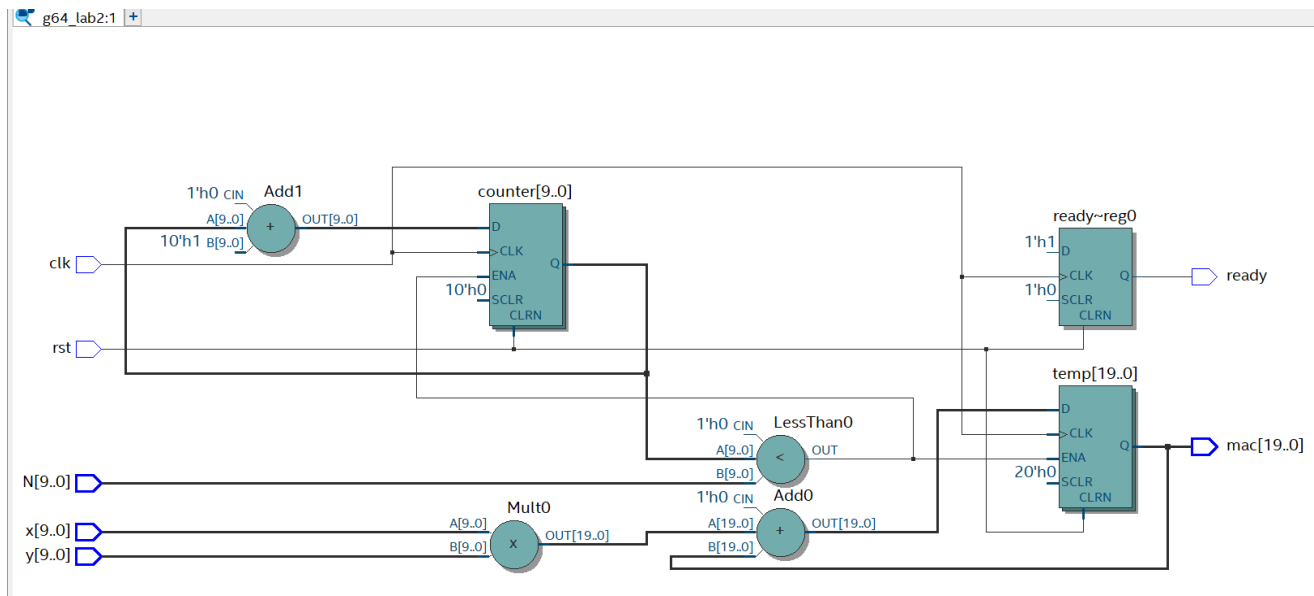 g64_lab2:1 +
Add1
1'h0 CIN
A[9..0]
OUT[9..0]
10'h1 B[9..0]
+
counter[9..0]
D
CLK
ENA
10'h0
SCLR
Q
CLRN
ready~reg0
1'h1
D
CLK
1'h0
SCLR
Q
CLRN
clk
ready
rst
temp[19..0]
D
CLK
ENA
20'h0
SCLR
Q
CLRN
mac[19..0]
LessThan0
1'h0 CIN
A[9..0]
OUT
B[9..0]
<
N[9..0]
x[9..0]
y[9..0]
Mult0
A[9..0]
B[9..0]
OUT[19..0]
x
Add0
1'h0 CIN
A[19..0]
OUT[19..0]
B[19..0]
+